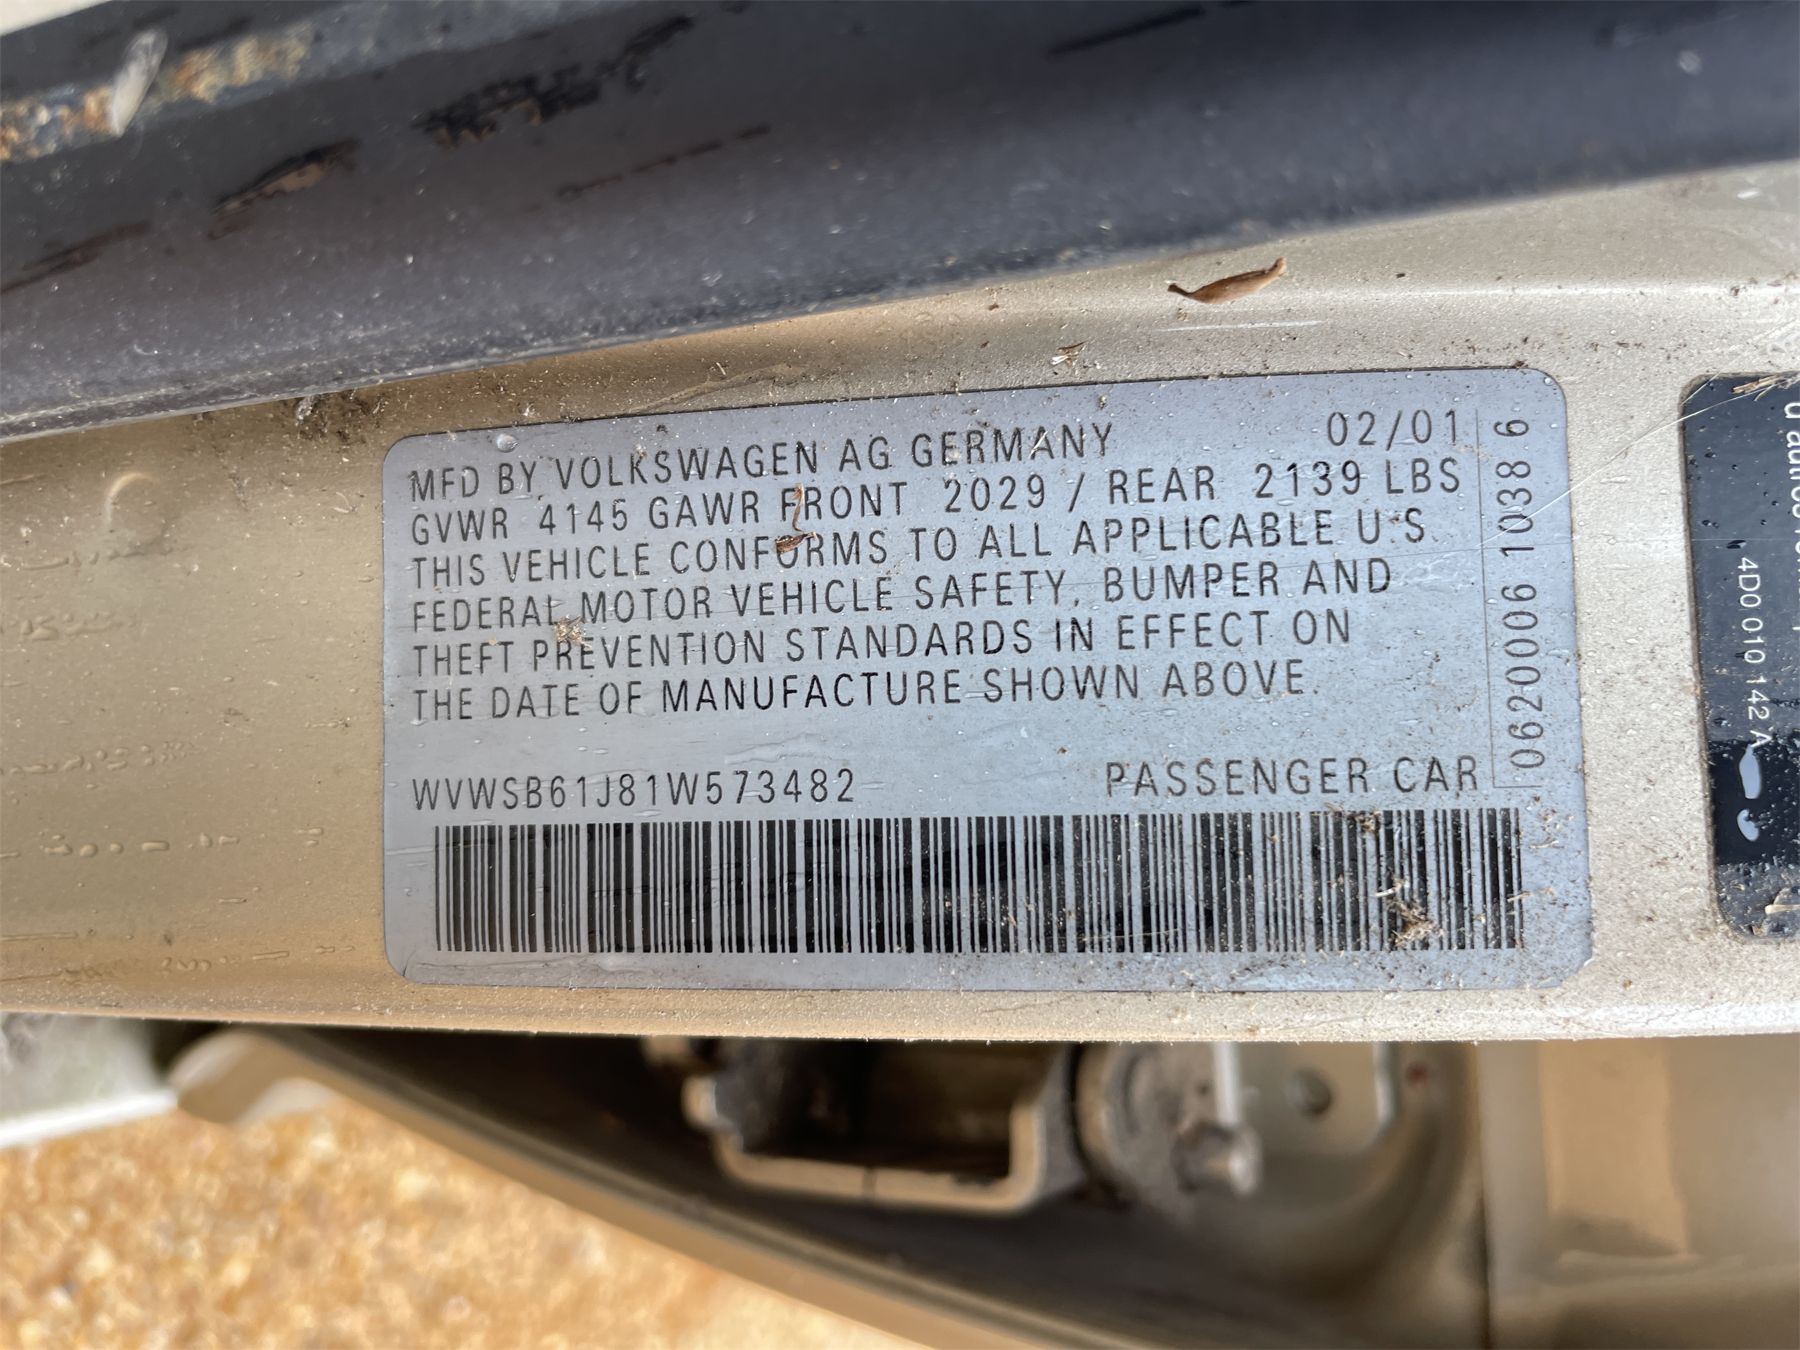 MFD BY VOLKSWAGEN AG GERMANY 02/01
GVWR 4145 GAWR FRONT 2029 / REAR 2139 LBS
THIS VEHICLE CONFORMS TO ALL APPLICABLE U.S.
FEDERAL MOTOR VEHICLE SAFETY, BUMPER AND
THEFT PREVENTION STANDARDS IN EFFECT ON
THE DATE OF MANUFACTURE SHOWN ABOVE.
WVWSB61J81W573482 PASSENGER CAR
0620006 10386
4D0 010 142 A